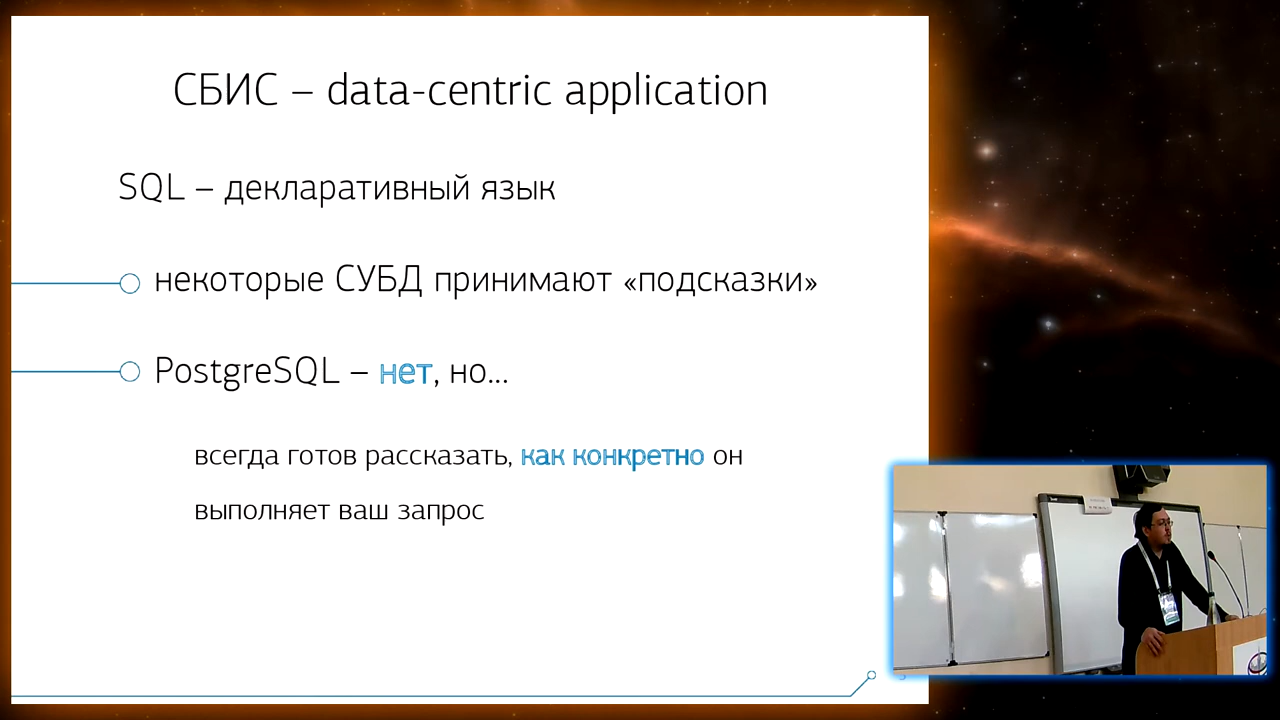 СБИС – data-centric application
SQL – декларативный язык
некоторые СУБД принимают «подсказки»
PostgreSQL – нет, но...
всегда готов рассказать, как конкретно он
выполняет ваш запрос